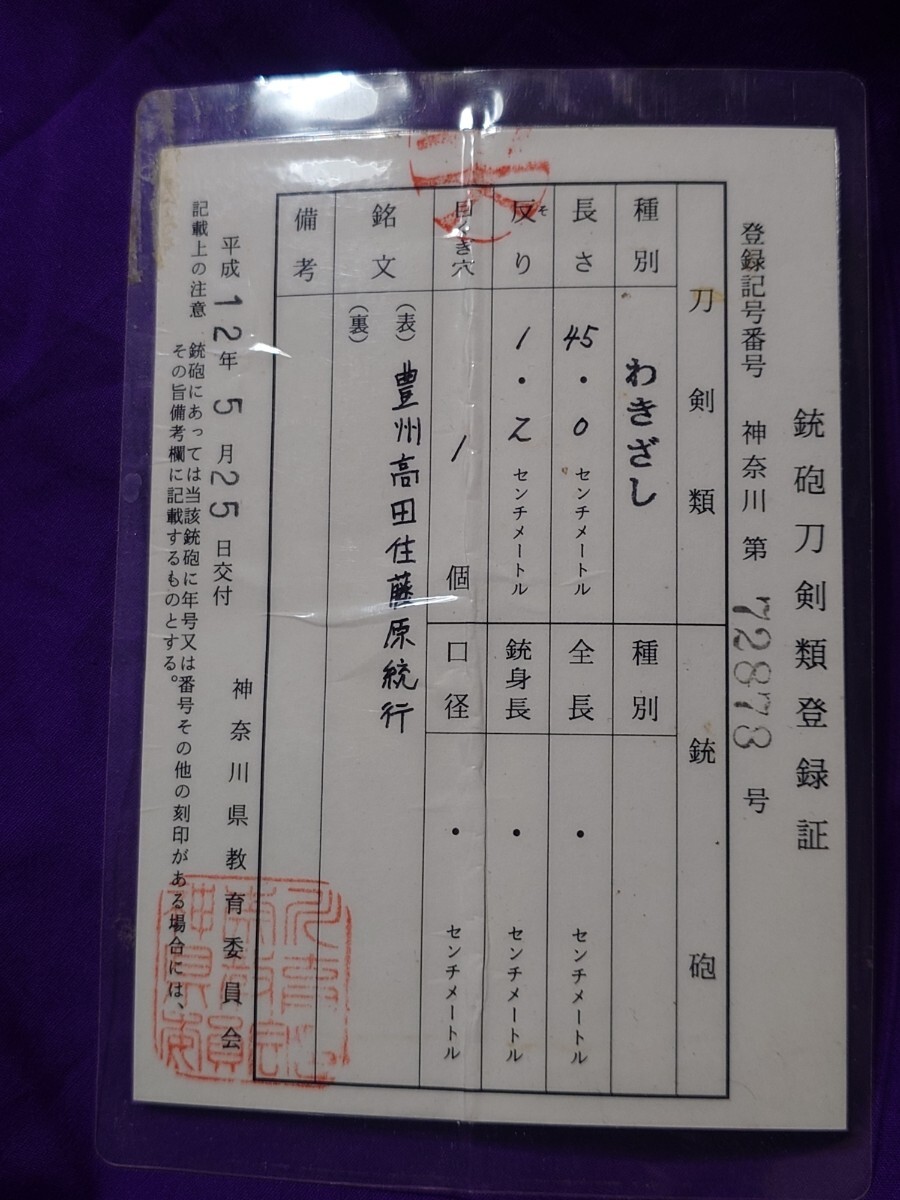 銃砲刀剣類登録証
登録記号番号 神奈川 第 72873 号
刀剣類
銃砲
種別 わきざし
種別
長さ 45・0 センチメートル
全長 ・ センチメートル
反り そ 1・2 センチメートル
銃身長 ・ センチメートル
目くぎ穴 1 個
口径 ・ センチメートル
銘文
(表) 豊州高田住藤原統行
(裏)
備考
平成12年5月25日交付 神奈川県教育委員会
記載上の注意 銃砲にあっては当該銃砲に年号又は番号その他の刻印がある場合には、
その旨備考欄に記載するものとする。